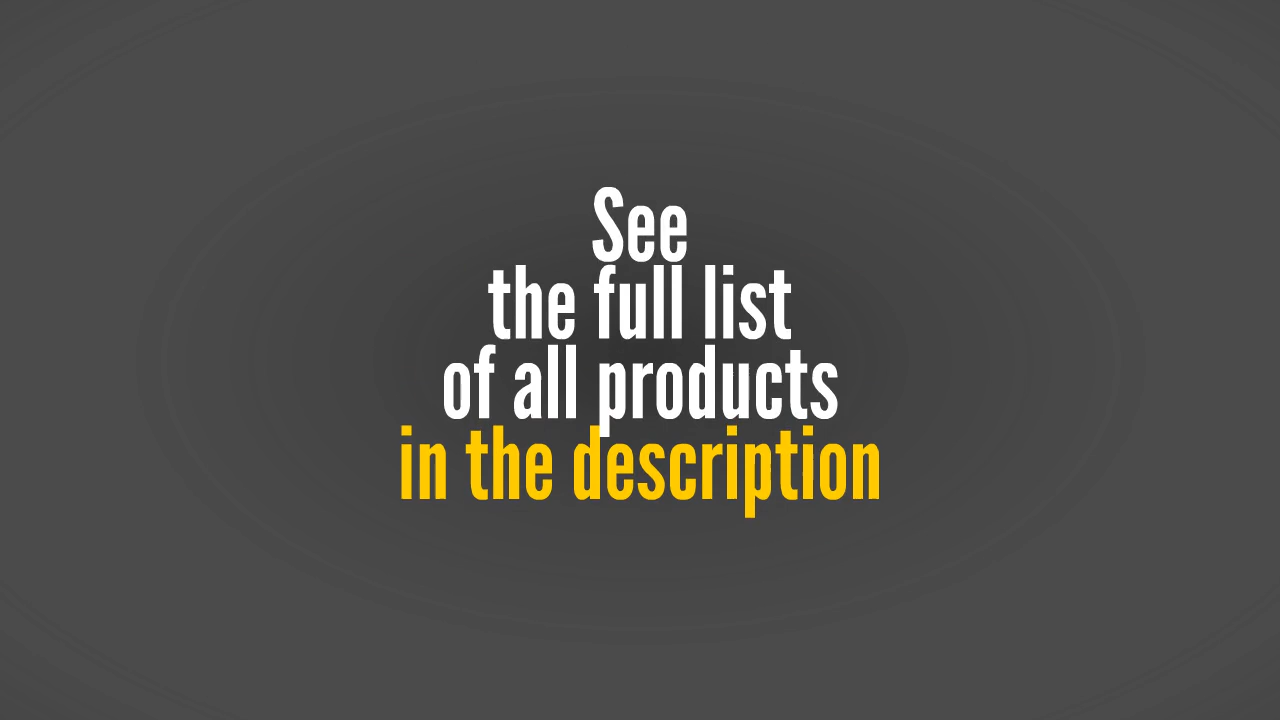 See
the full list
of all products
in the description